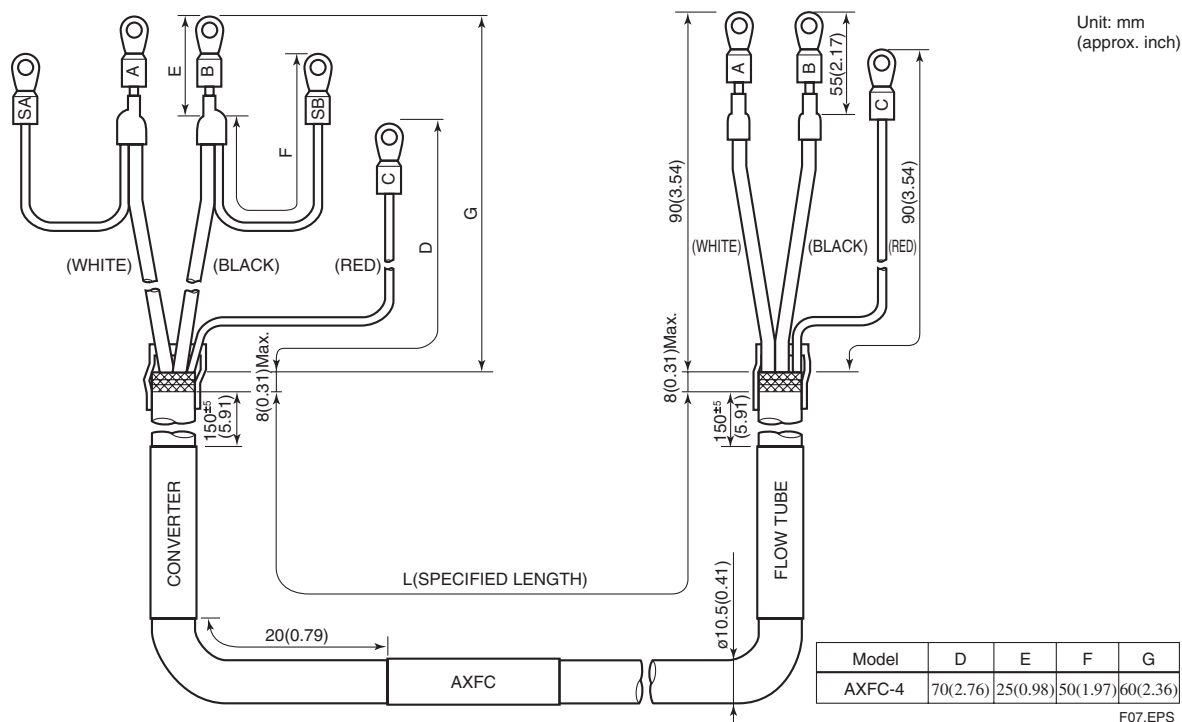 Unit: mm
(approx. inch)
SA
A
E
B
SB
F
C
G
D
(WHITE)
(BLACK)
(RED)
8(0.31)Max.
150±5
(5.91)
CONVERTER
A
B
55(2.17)
C
90(3.54)
90(3.54)
(WHITE)
(BLACK)
(RED)
8(0.31)Max.
150±5
(5.91)
FLOW TUBE
L(SPECIFIED LENGTH)
ø10.5(0.41)
20(0.79)
AXFC
Model D E F G
AXFC-4 70(2.76) 25(0.98) 50(1.97) 60(2.36)
F07.EPS